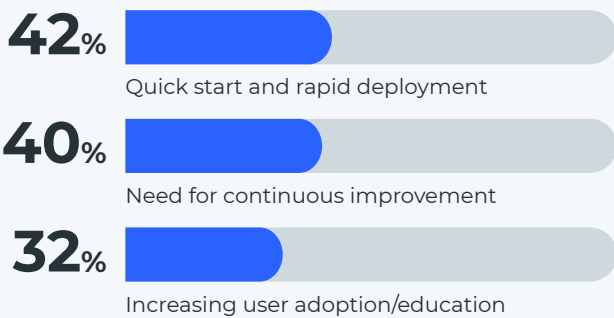 42%
Quick start and rapid deployment
40%
Need for continuous improvement
32%
Increasing user adoption/education